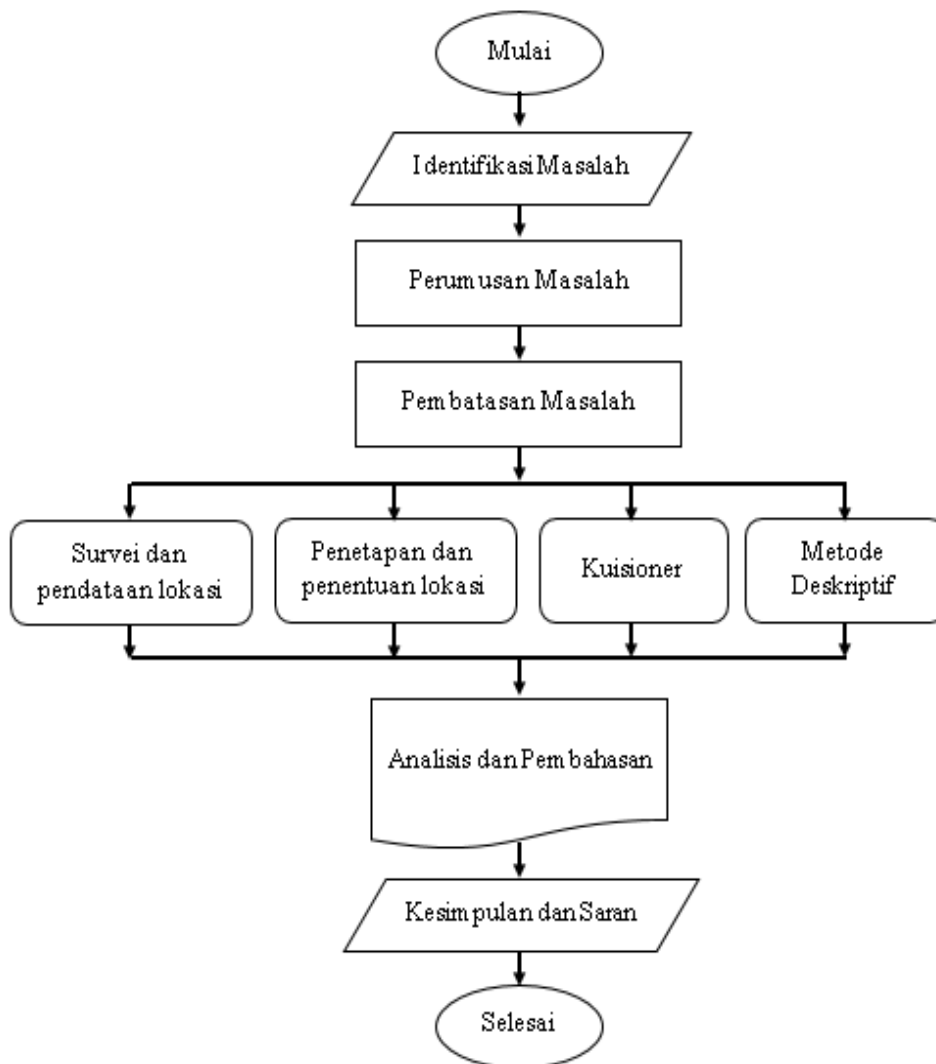 Mulai
Identifikasi Masalah
Perumusan Masalah
Pembatasan Masalah
Survei dan
pendataan lokasi
Penetapan dan
penentuan lokasi
Kuisioner
Metode
Deskriptif
Analisis dan Pembahasan
Kesimpulan dan Saran
Selesai